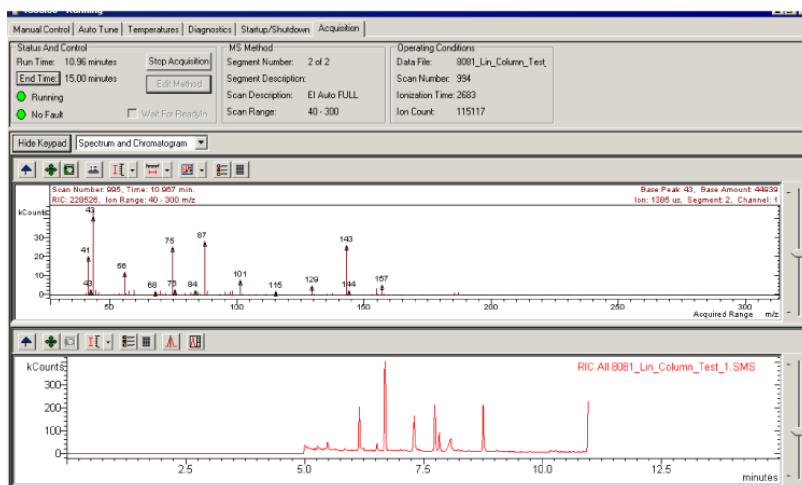 Manual Control Auto Tune Temperatures Diagnostics Startup/Shutdown Acquisition
Status And Control
Run Time: 10.96 minutes Stop Acquisition
End Time: 15.00 minutes Edit Method
Running
No Fault Wait For ReadyIn
MS Method
Segment Number: 2 of 2
Segment Description:
Scan Description: EI Auto FULL
Scan Range: 40 - 300
Operating Conditions
Data File: 8081_Lin_Column_Test_
Scan Number: 994
Ionization Time: 2683
Ion Count: 115117
Hide Keypad Spectrum and Chromatogram
Scan Number: 995, Time: 10.967 min.
RIC: 228526, Ion Range: 40 - 300 m/z
Base Peak: 43, Base Amount: 44939
Ion: 1385 us, Segment: 2, Channel: 1
kCounts
30
20
10
0
43
41
43
56
68
75
75
84
87
101
115
129
143
144
157
50 100 150 200 250 300
Acquired Range m/z
kCounts
RIC All 8081_Lin_Column_Test_1.SMS
300
200
100
0
2.5 5.0 7.5 10.0 12.5
minutes